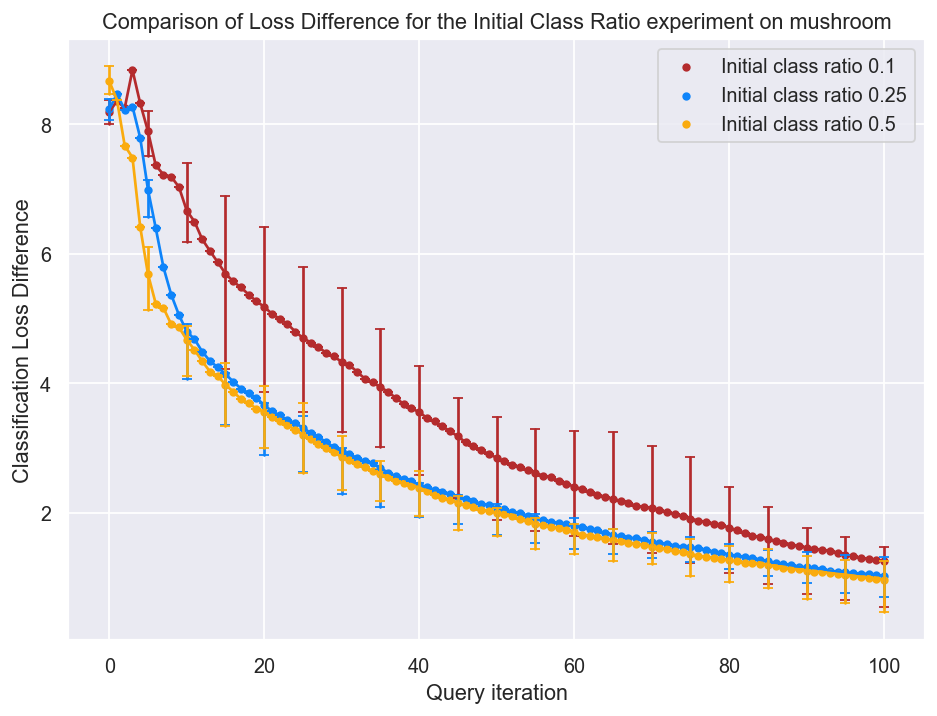 Comparison of Loss Difference for the Initial Class Ratio experiment on mushroom
Initial class ratio 0.1
Initial class ratio 0.25
Initial class ratio 0.5
Classification Loss Difference
8
6
4
2
0 20 40 60 80 100
Query iteration